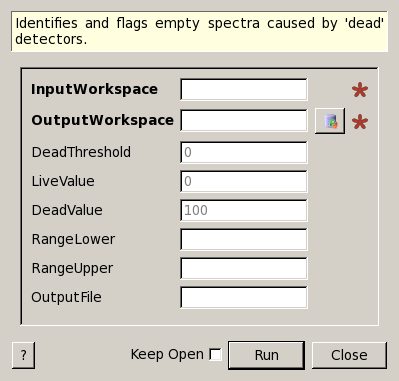 Identifies and flags empty spectra caused by 'dead'
detectors.
InputWorkspace *
OutputWorkspace *
DeadThreshold 0
LiveValue 0
DeadValue 100
RangeLower
RangeUpper
OutputFile
? Keep Open Run Close